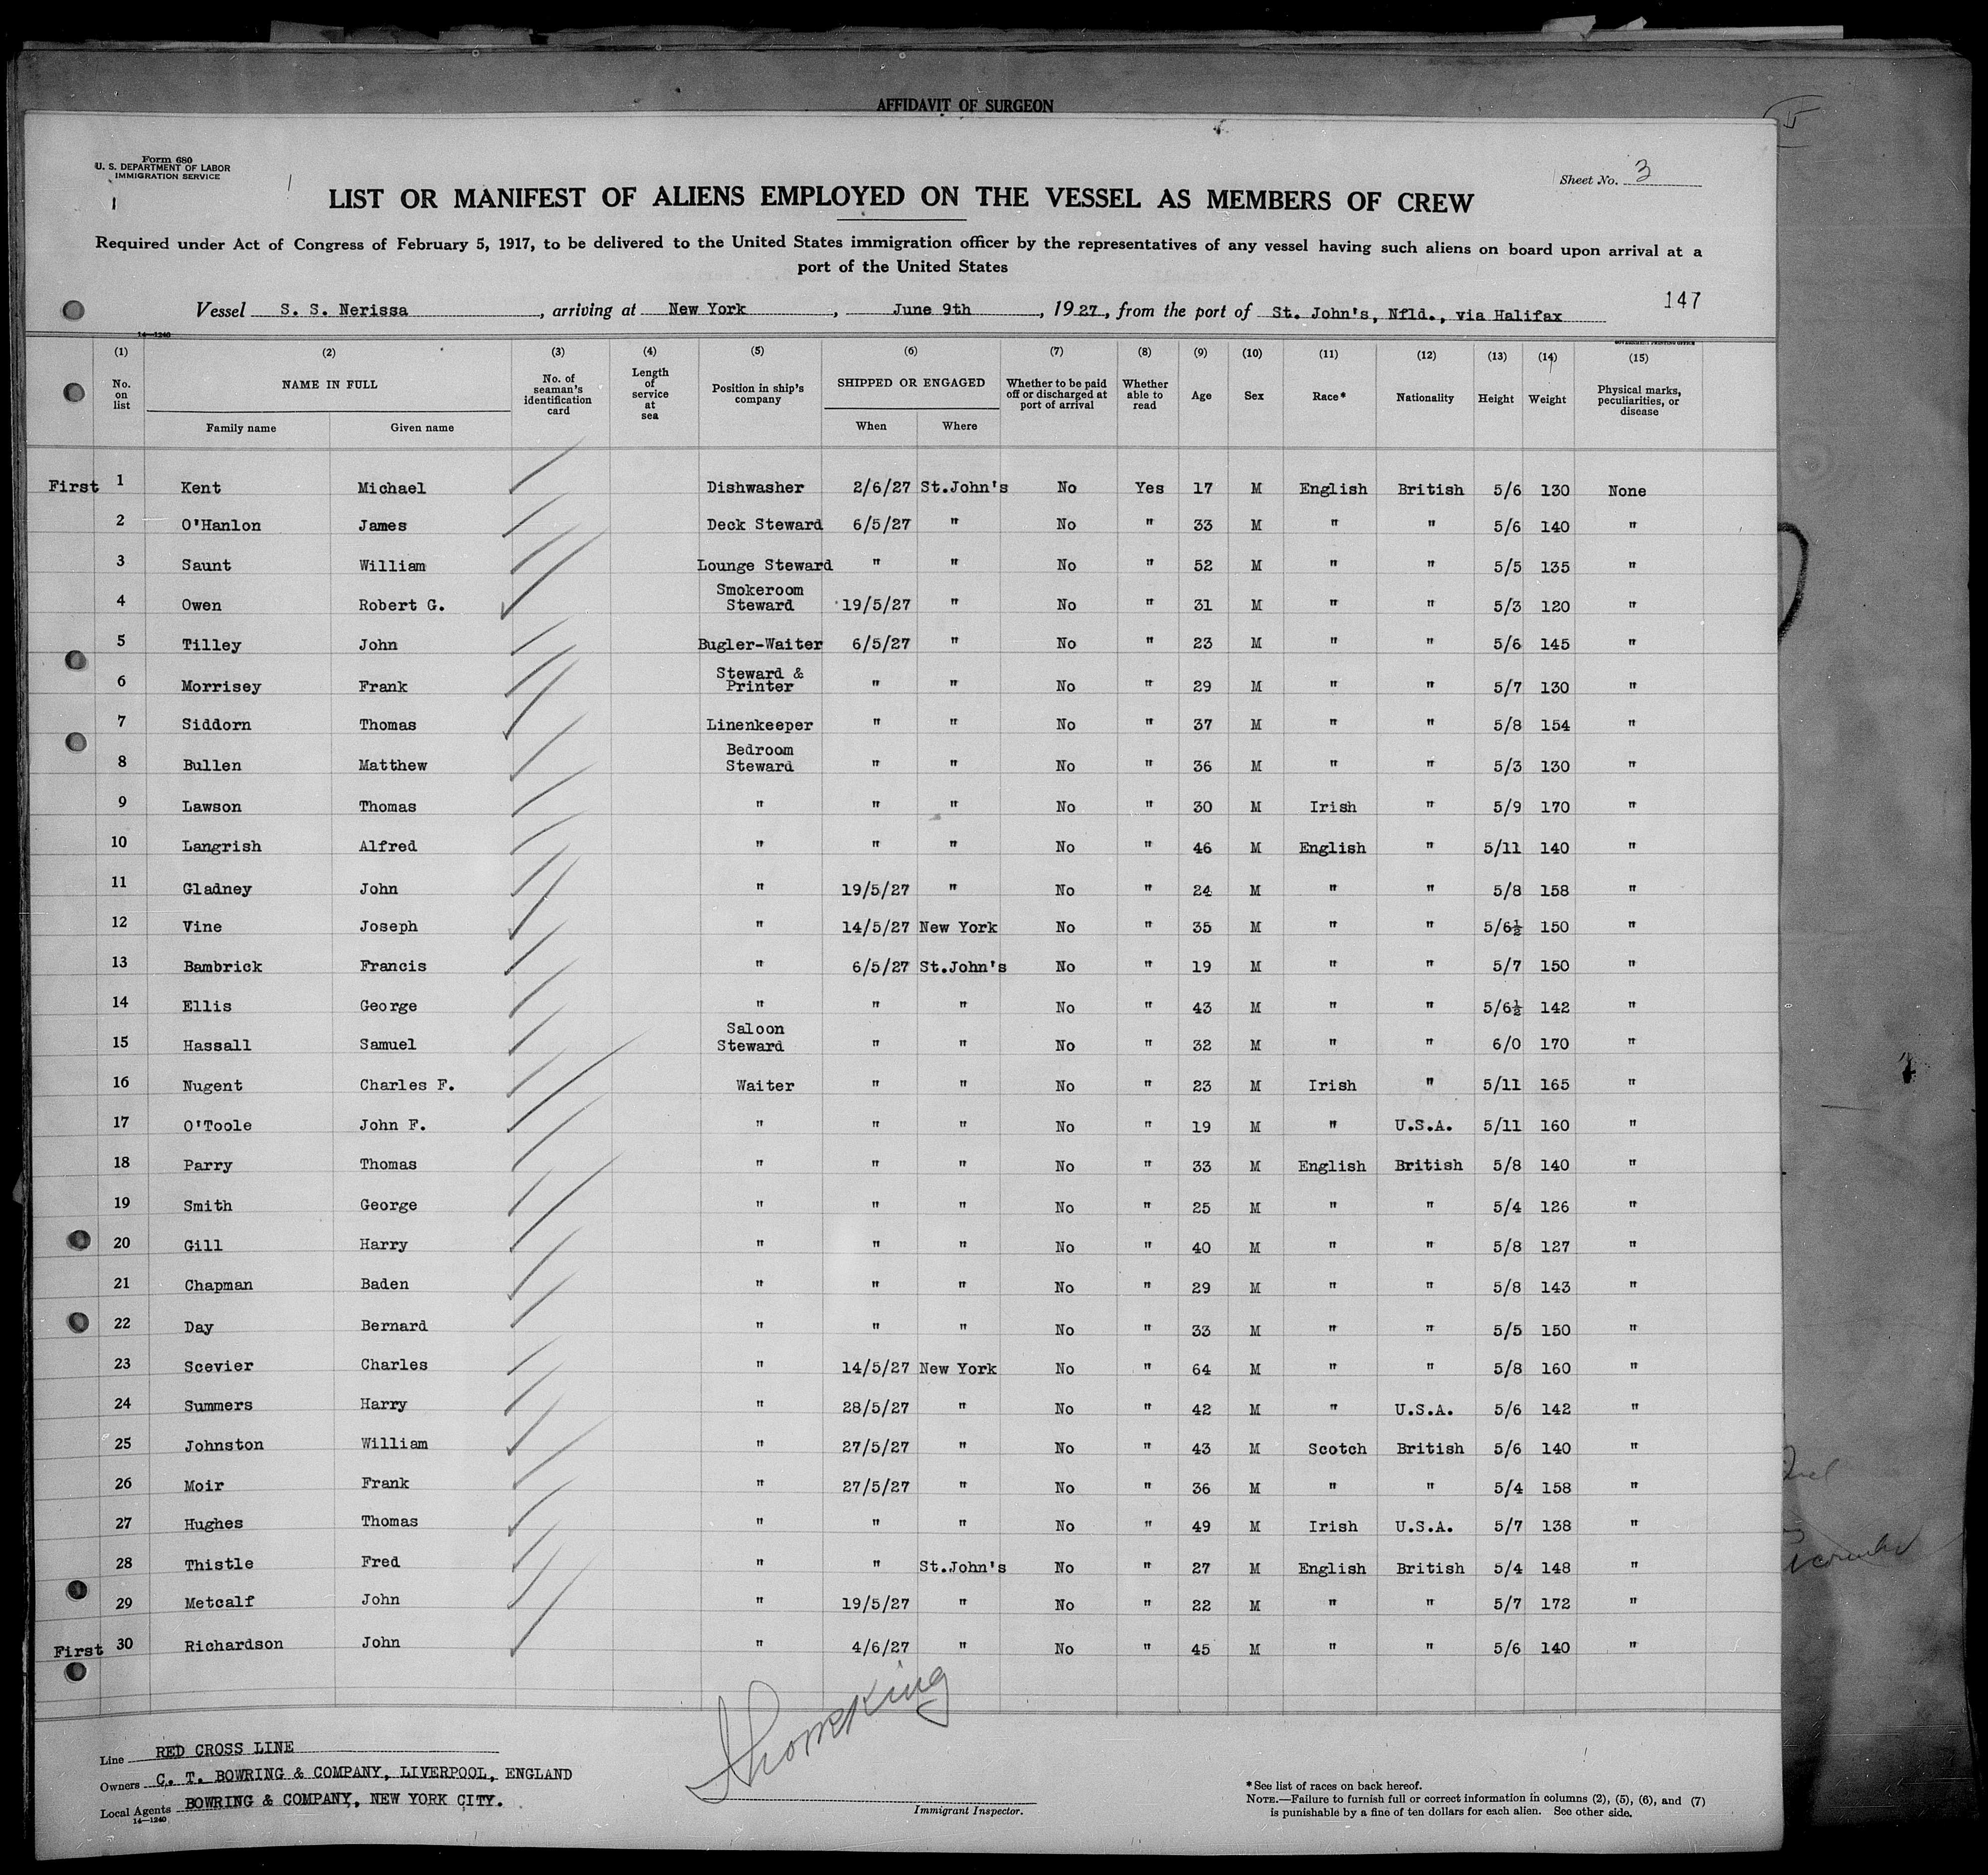 AFFIDAVIT OF SURGEON
Form 680
U. S. DEPARTMENT OF LABOR
IMMIGRATION SERVICE
Sheet No. 3
LIST OR MANIFEST OF ALIENS EMPLOYED ON THE VESSEL AS MEMBERS OF CREW
Required under Act of Congress of February 5, 1917, to be delivered to the United States immigration officer by the representatives of any vessel having such aliens on board upon arrival at a
port of the United States
147
Vessel S. S. Nerissa, arriving at New York, June 9th, 1927, from the port of St. John's, Nfld., via Halifax
14—1240
GOVERNMENT PRINTING OFFICE
(1) (2) (3) (4) (5) (6) (7) (8) (9) (10) (11) (12) (13) (14) (15)
No. on list NAME IN FULL Family name Given name No. of seaman's identification card Length of service at sea Position in ship's company SHIPPED OR ENGAGED When Where Whether to be paid off or discharged at port of arrival Whether able to read Age Sex Race* Nationality Height Weight Physical marks, peculiarities, or disease
First 1 Kent Michael Dishwasher 2/6/27 St.John's No Yes 17 M English British 5/6 130 None
2 O'Hanlon James Deck Steward 6/5/27 " No " 33 M " " 5/6 140 "
3 Saunt William Lounge Steward " " No " 52 M " " 5/5 135 "
4 Owen Robert G. Smokeroom Steward 19/5/27 " No " 31 M " " 5/3 120 "
5 Tilley John Bugler-Waiter 6/5/27 " No " 23 M " " 5/6 145 "
6 Morrisey Frank Steward & Printer " " No " 29 M " " 5/7 130 "
7 Siddorn Thomas Linenkeeper " " No " 37 M " " 5/8 154 "
8 Bullen Matthew Bedroom Steward " " No " 36 M " " 5/3 130 "
9 Lawson Thomas " " " No " 30 M Irish " 5/9 170 "
10 Langrish Alfred " " " No " 46 M English " 5/11 140 "
11 Gladney John " 19/5/27 " No " 24 M " " 5/8 158 "
12 Vine Joseph " 14/5/27 New York No " 35 M " " 5/6½ 150 "
13 Bambrick Francis " 6/5/27 St.John's No " 19 M " " 5/7 150 "
14 Ellis George " " " No " 43 M " " 5/6½ 142 "
15 Hassall Samuel Saloon Steward " " No " 32 M " " 6/0 170 "
16 Nugent Charles F. Waiter " " No " 23 M Irish " 5/11 165 "
17 O'Toole John F. " " " No " 19 M " U.S.A. 5/11 160 "
18 Parry Thomas " " " No " 33 M English British 5/8 140 "
19 Smith George " " " No " 25 M " " 5/4 126 "
20 Gill Harry " " " No " 40 M " " 5/8 127 "
21 Chapman Baden " " " No " 29 M " " 5/8 143 "
22 Day Bernard " " " No " 33 M " " 5/5 150 "
23 Scevier Charles " 14/5/27 New York No " 64 M " " 5/8 160 "
24 Summers Harry " 28/5/27 " No " 42 M " U.S.A. 5/6 142 "
25 Johnston William " 27/5/27 " No " 43 M Scotch British 5/6 140 "
26 Moir Frank " 27/5/27 " No " 36 M " " 5/4 158 "
27 Hughes Thomas " " " No " 49 M Irish U.S.A. 5/7 138 "
28 Thistle Fred " " St.John's No " 27 M English British 5/4 148 "
29 Metcalf John " 19/5/27 " No " 22 M " " 5/7 172 "
First 30 Richardson John " 4/6/27 " No " 45 M " " 5/6 140 "
Line RED CROSS LINE
Owners C. T. BOWRING & COMPANY, LIVERPOOL, ENGLAND
Local Agents BOWRING & COMPANY, NEW YORK CITY.
14—1240
Immigrant Inspector.
*See list of races on back hereof.
NOTE.—Failure to furnish full or correct information in columns (2), (5), (6), and (7)
is punishable by a fine of ten dollars for each alien. See other side.